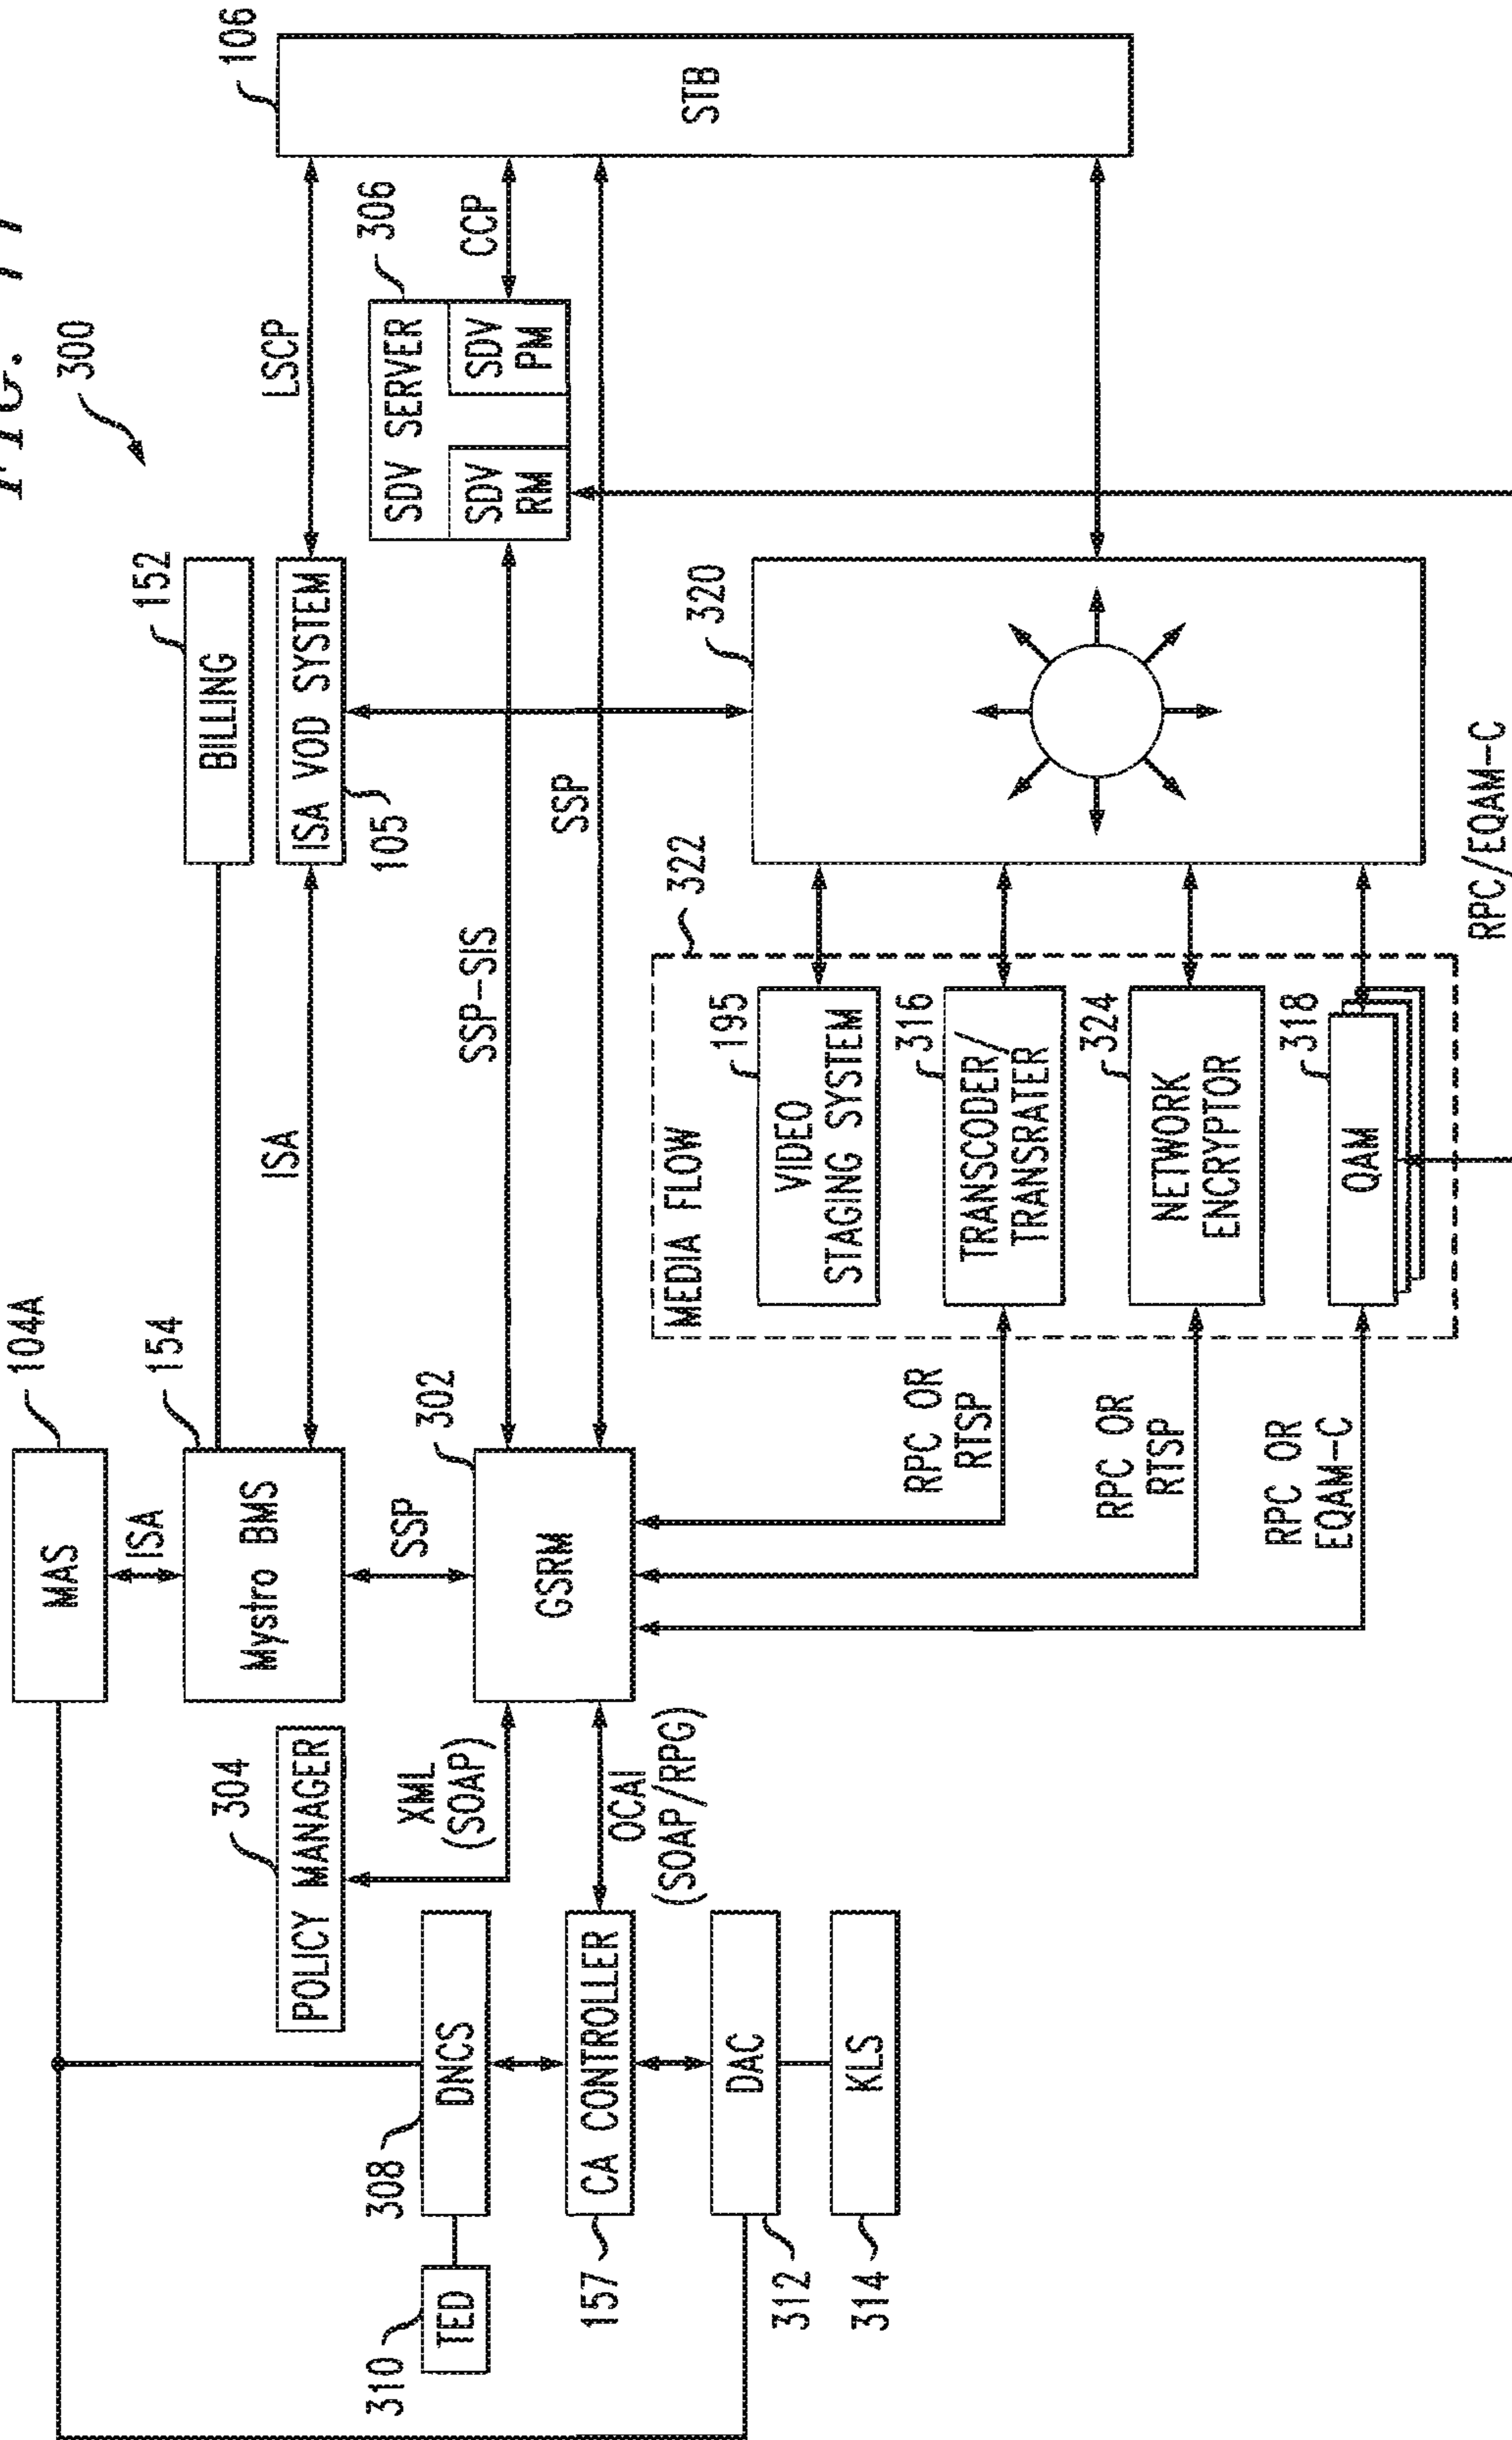 300
MAS
104A
ISA
Mystro BMS
154
BILLING
152
ISA
ISA VOD SYSTEM
105
LSCP
STB
106
POLICY MANAGER
304
XML
(SOAP)
SSP
GSRM
302
SSP-SIS
SSP
SDV SERVER
306
SDV
RM
SDV
PM
CCP
TED
310
DNCS
308
CA CONTROLLER
157
OCAI
(SOAP/RPG)
DAC
312
KLS
314
MEDIA FLOW
322
VIDEO
STAGING SYSTEM
195
RPC OR
RTSP
TRANSCODER/
TRANSRATER
316
RPC OR
RTSP
NETWORK
ENCRYPTOR
324
RPC OR
EQAM-C
QAM
318
320
RPC/EQAM-C